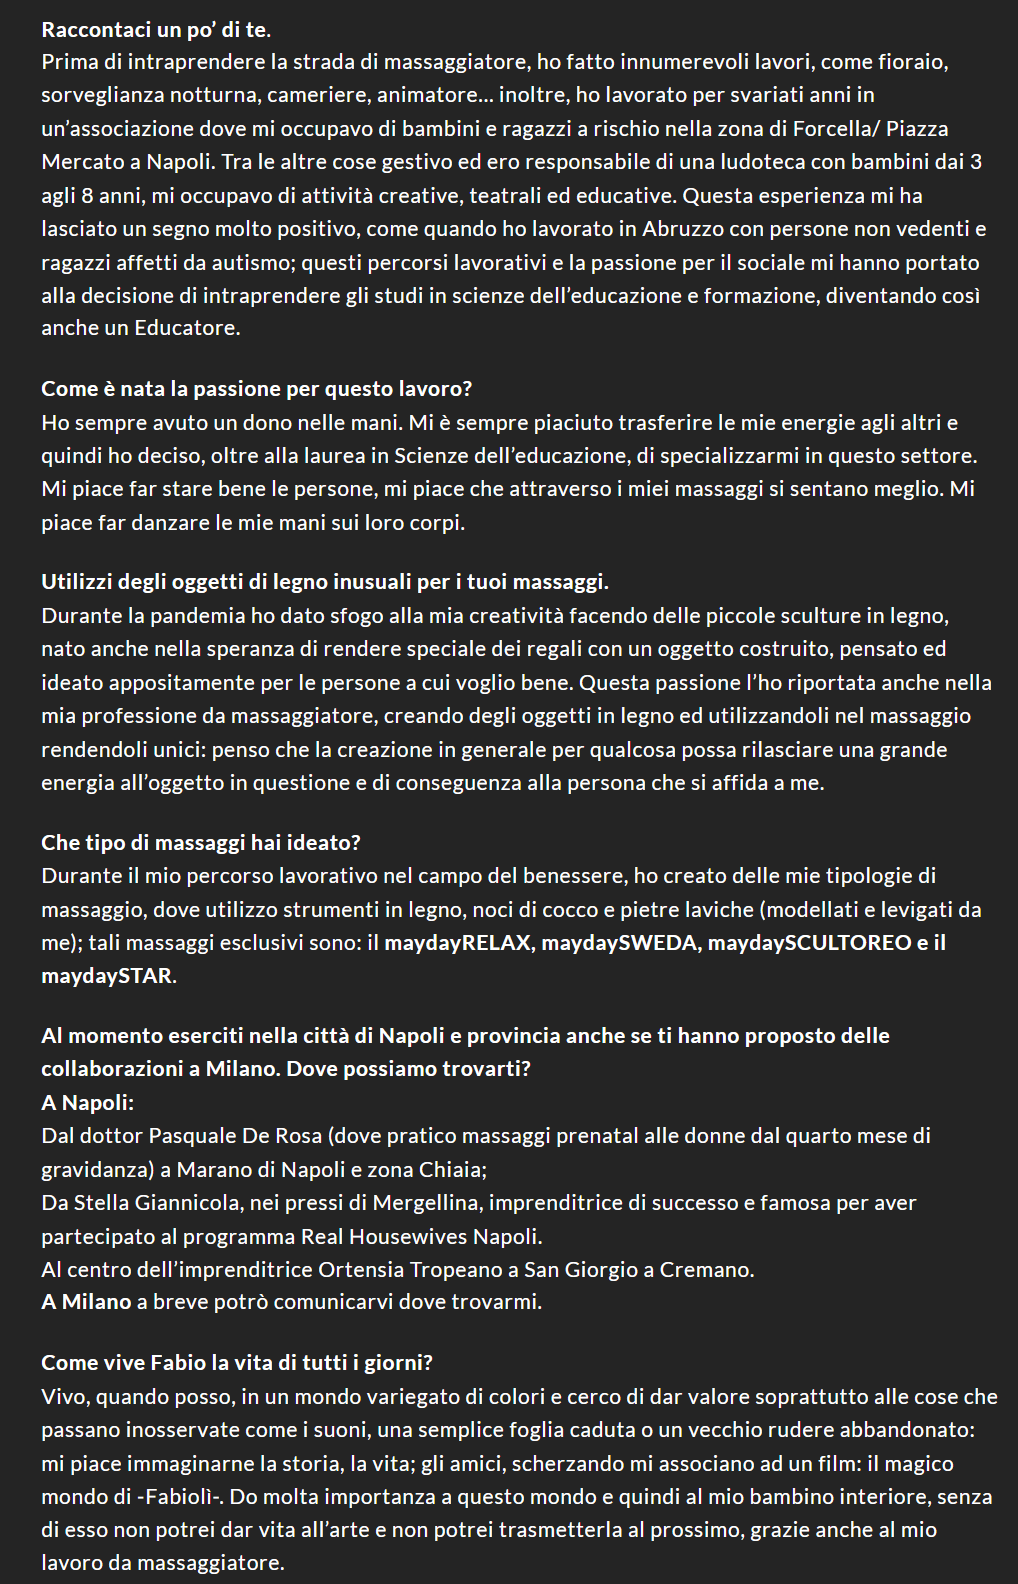 Raccontaci un po’ di te.
Prima di intraprendere la strada di massaggiatore, ho fatto innumerevoli lavori, come fioraio,
sorveglianza notturna, cameriere, animatore… inoltre, ho lavorato per svariati anni in
un’associazione dove mi occupavo di bambini e ragazzi a rischio nella zona di Forcella/ Piazza
Mercato a Napoli. Tra le altre cose gestivo ed ero responsabile di una ludoteca con bambini dai 3
agli 8 anni, mi occupavo di attività creative, teatrali ed educative. Questa esperienza mi ha
lasciato un segno molto positivo, come quando ho lavorato in Abruzzo con persone non vedenti e
ragazzi affetti da autismo; questi percorsi lavorativi e la passione per il sociale mi hanno portato
alla decisione di intraprendere gli studi in scienze dell’educazione e formazione, diventando così
anche un Educatore.
Come è nata la passione per questo lavoro?
Ho sempre avuto un dono nelle mani. Mi è sempre piaciuto trasferire le mie energie agli altri e
quindi ho deciso, oltre alla laurea in Scienze dell’educazione, di specializzarmi in questo settore.
Mi piace far stare bene le persone, mi piace che attraverso i miei massaggi si sentano meglio. Mi
piace far danzare le mie mani sui loro corpi.
Utilizzi degli oggetti di legno inusuali per i tuoi massaggi.
Durante la pandemia ho dato sfogo alla mia creatività facendo delle piccole sculture in legno,
nato anche nella speranza di rendere speciale dei regali con un oggetto costruito, pensato ed
ideato appositamente per le persone a cui voglio bene. Questa passione l’ho riportata anche nella
mia professione da massaggiatore, creando degli oggetti in legno ed utilizzandoli nel massaggio
rendendoli unici: penso che la creazione in generale per qualcosa possa rilasciare una grande
energia all’oggetto in questione e di conseguenza alla persona che si affida a me.
Che tipo di massaggi hai ideato?
Durante il mio percorso lavorativo nel campo del benessere, ho creato delle mie tipologie di
massaggio, dove utilizzo strumenti in legno, noci di cocco e pietre laviche (modellati e levigati da
me); tali massaggi esclusivi sono: il maydayRELAX, maydaySWEDA, maydaySCULTOREO e il
maydaySTAR.
Al momento eserciti nella città di Napoli e provincia anche se ti hanno proposto delle
collaborazioni a Milano. Dove possiamo trovarti?
A Napoli:
Dal dottor Pasquale De Rosa (dove pratico massaggi prenatal alle donne dal quarto mese di
gravidanza) a Marano di Napoli e zona Chiaia;
Da Stella Giannicola, nei pressi di Mergellina, imprenditrice di successo e famosa per aver
partecipato al programma Real Housewives Napoli.
Al centro dell’imprenditrice Ortensia Tropeano a San Giorgio a Cremano.
A Milano a breve potrò comunicarvi dove trovarmi.
Come vive Fabio la vita di tutti i giorni?
Vivo, quando posso, in un mondo variegato di colori e cerco di dar valore soprattutto alle cose che
passano inosservate come i suoni, una semplice foglia caduta o un vecchio rudere abbandonato:
mi piace immaginarne la storia, la vita; gli amici, scherzando mi associano ad un film: il magico
mondo di -Fabiolì-. Do molta importanza a questo mondo e quindi al mio bambino interiore, senza
di esso non potrei dar vita all’arte e non potrei trasmetterla al prossimo, grazie anche al mio
lavoro da massaggiatore.